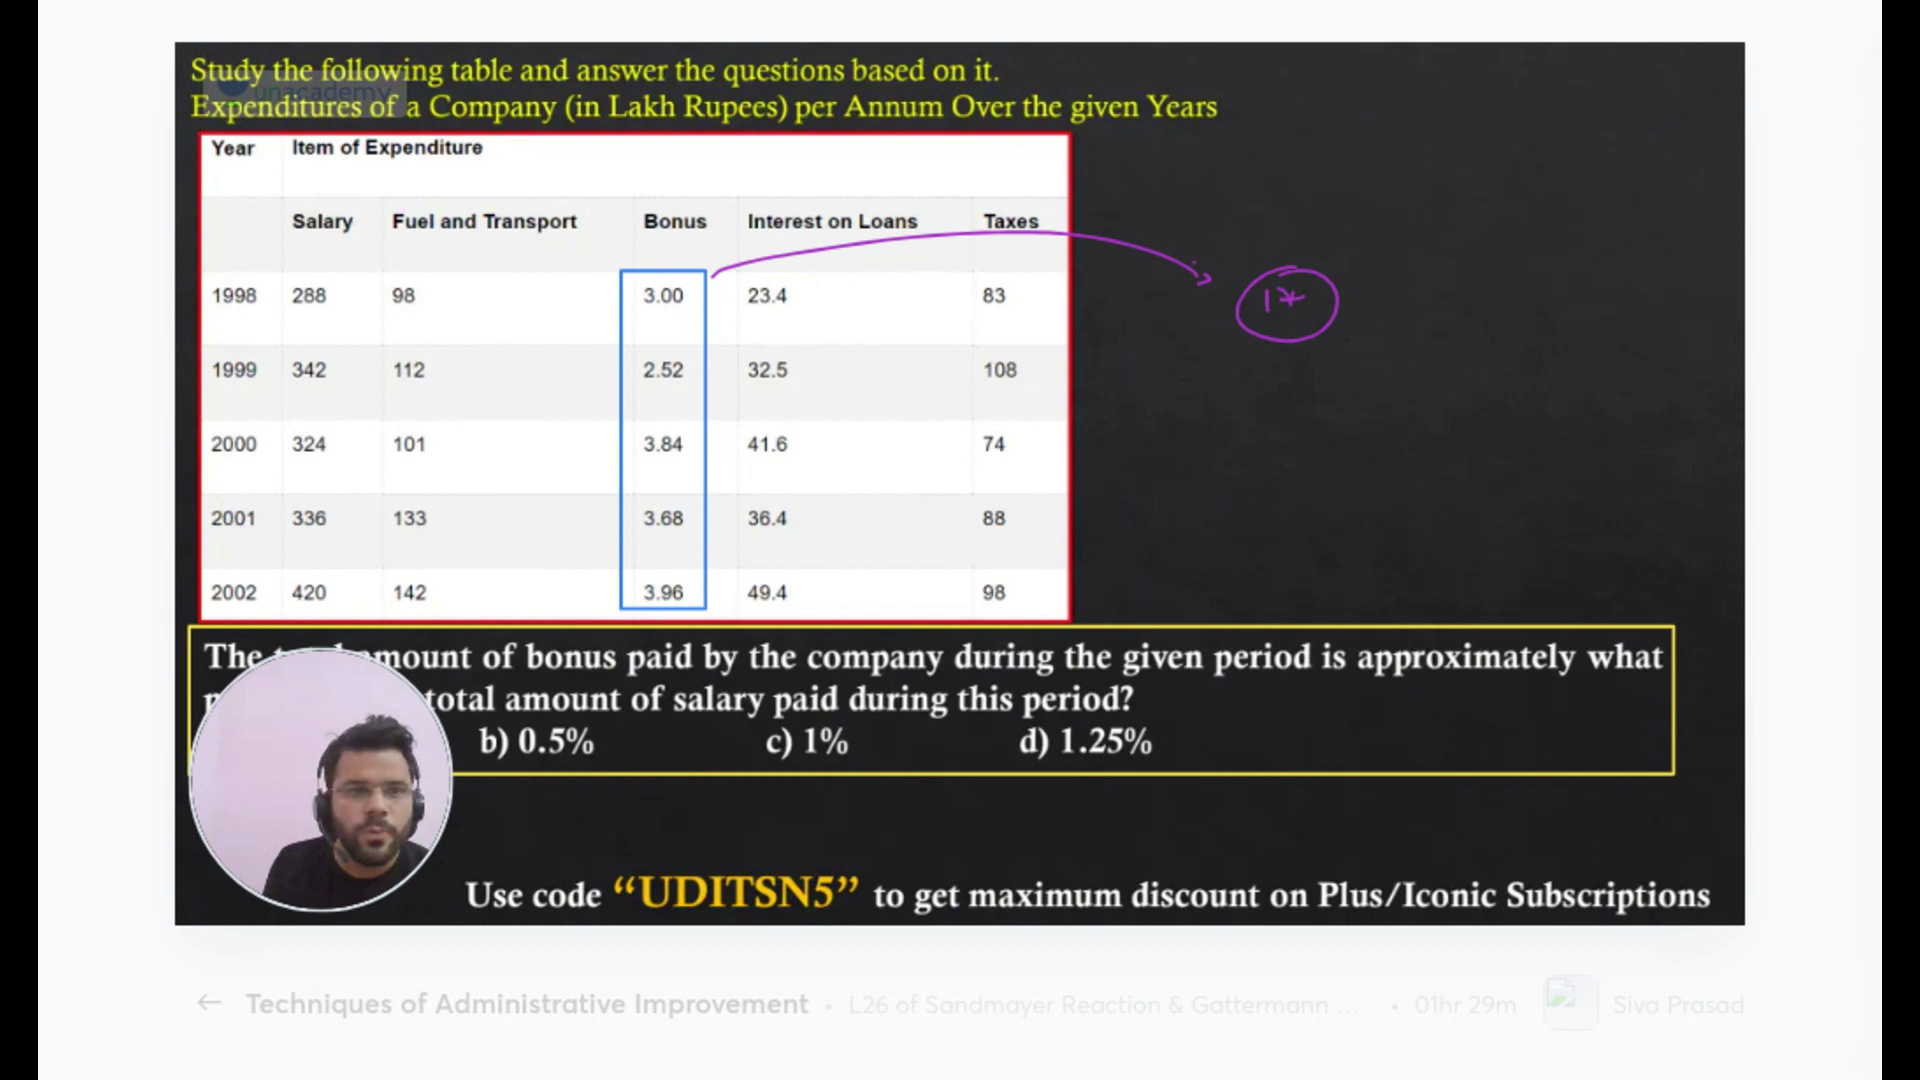 Study the following table and answer the questions based on it.
unacademy
Expenditures of a Company (in Lakh Rupees) per Annum Over the given Years
Year Item of Expenditure
Salary Fuel and Transport Bonus Interest on Loans Taxes
1998 288 98 3.00 23.4 83
1999 342 112 2.52 32.5 108
2000 324 101 3.84 41.6 74
2001 336 133 3.68 36.4 88
2002 420 142 3.96 49.4 98
The amount of bonus paid by the company during the given period is approximately what
total amount of salary paid during this period?
b) 0.5% c) 1% d) 1.25%
Use code “UDITSN5” to get maximum discount on Plus/Iconic Subscriptions
← Techniques of Administrative Improvement • L26 of Sandmayer Reaction & Gattermann ... • 01hr 29m Siva Prasad